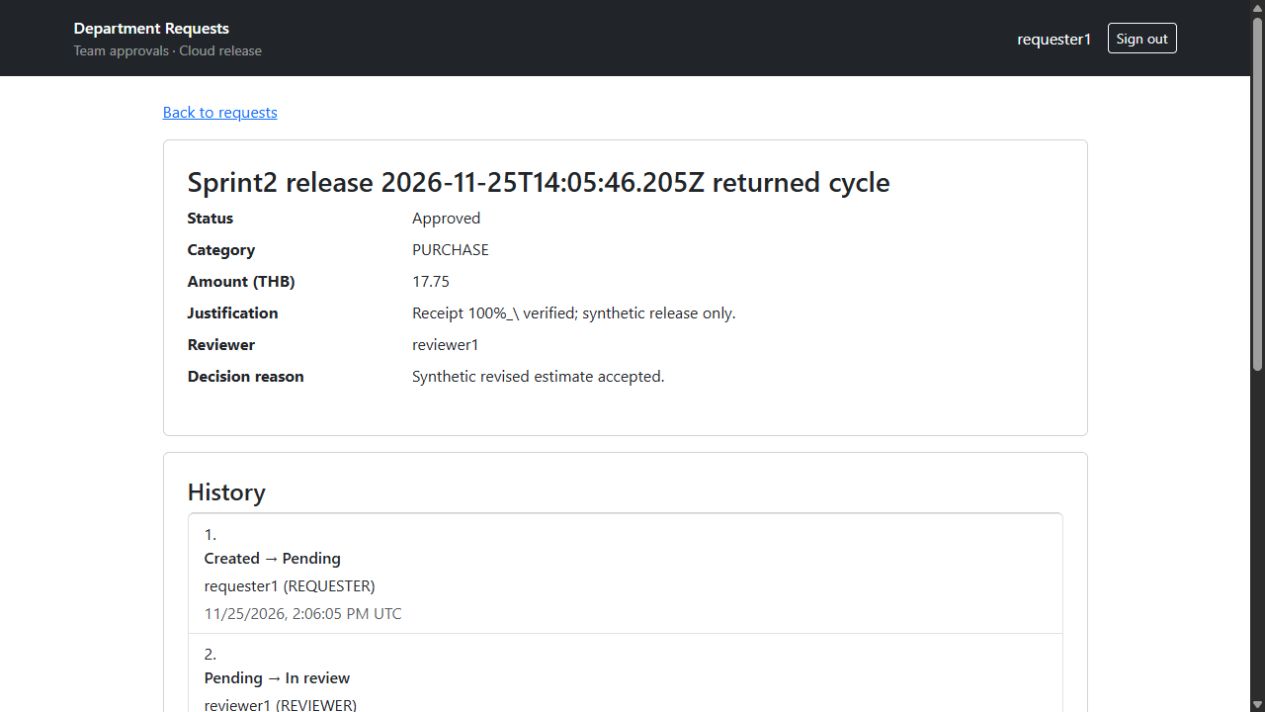 Department Requests
Team approvals · Cloud release
requester1
Sign out
Back to requests
Sprint2 release 2026-11-25T14:05:46.205Z returned cycle
Status Approved
Category PURCHASE
Amount (THB) 17.75
Justification Receipt 100%_\ verified; synthetic release only.
Reviewer reviewer1
Decision reason Synthetic revised estimate accepted.
History
1.
Created → Pending
requester1 (REQUESTER)
11/25/2026, 2:06:05 PM UTC
2.
Pending → In review
reviewer1 (REVIEWER)